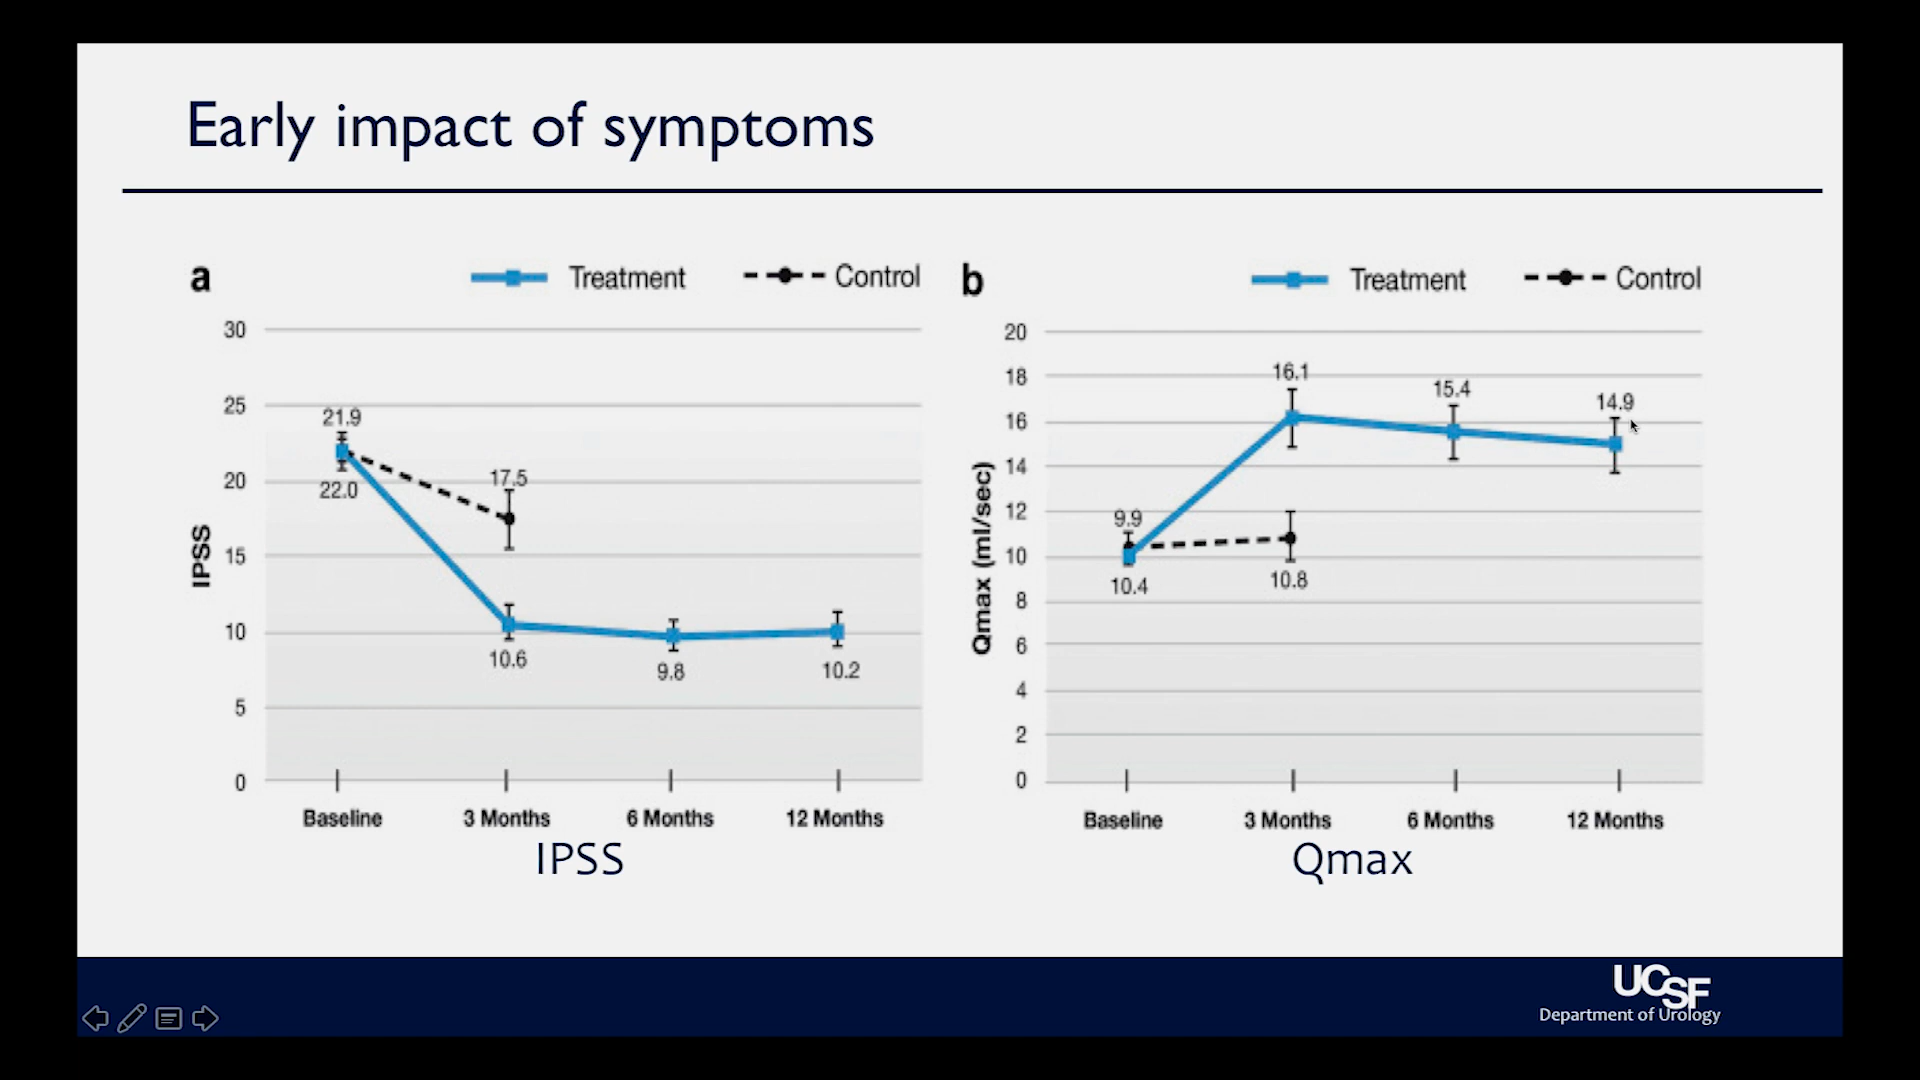 Early impact of symptoms
a
Treatment
Control
30
25
20
15
10
5
0
IPSS
21.9
22.0
17.5
10.6
9.8
10.2
Baseline
3 Months
6 Months
12 Months
IPSS
b
Treatment
Control
20
18
16
14
12
10
8
6
4
2
0
Qmax (ml/sec)
9.9
10.4
16.1
10.8
15.4
14.9
Baseline
3 Months
6 Months
12 Months
Qmax
UCSF
Department of Urology